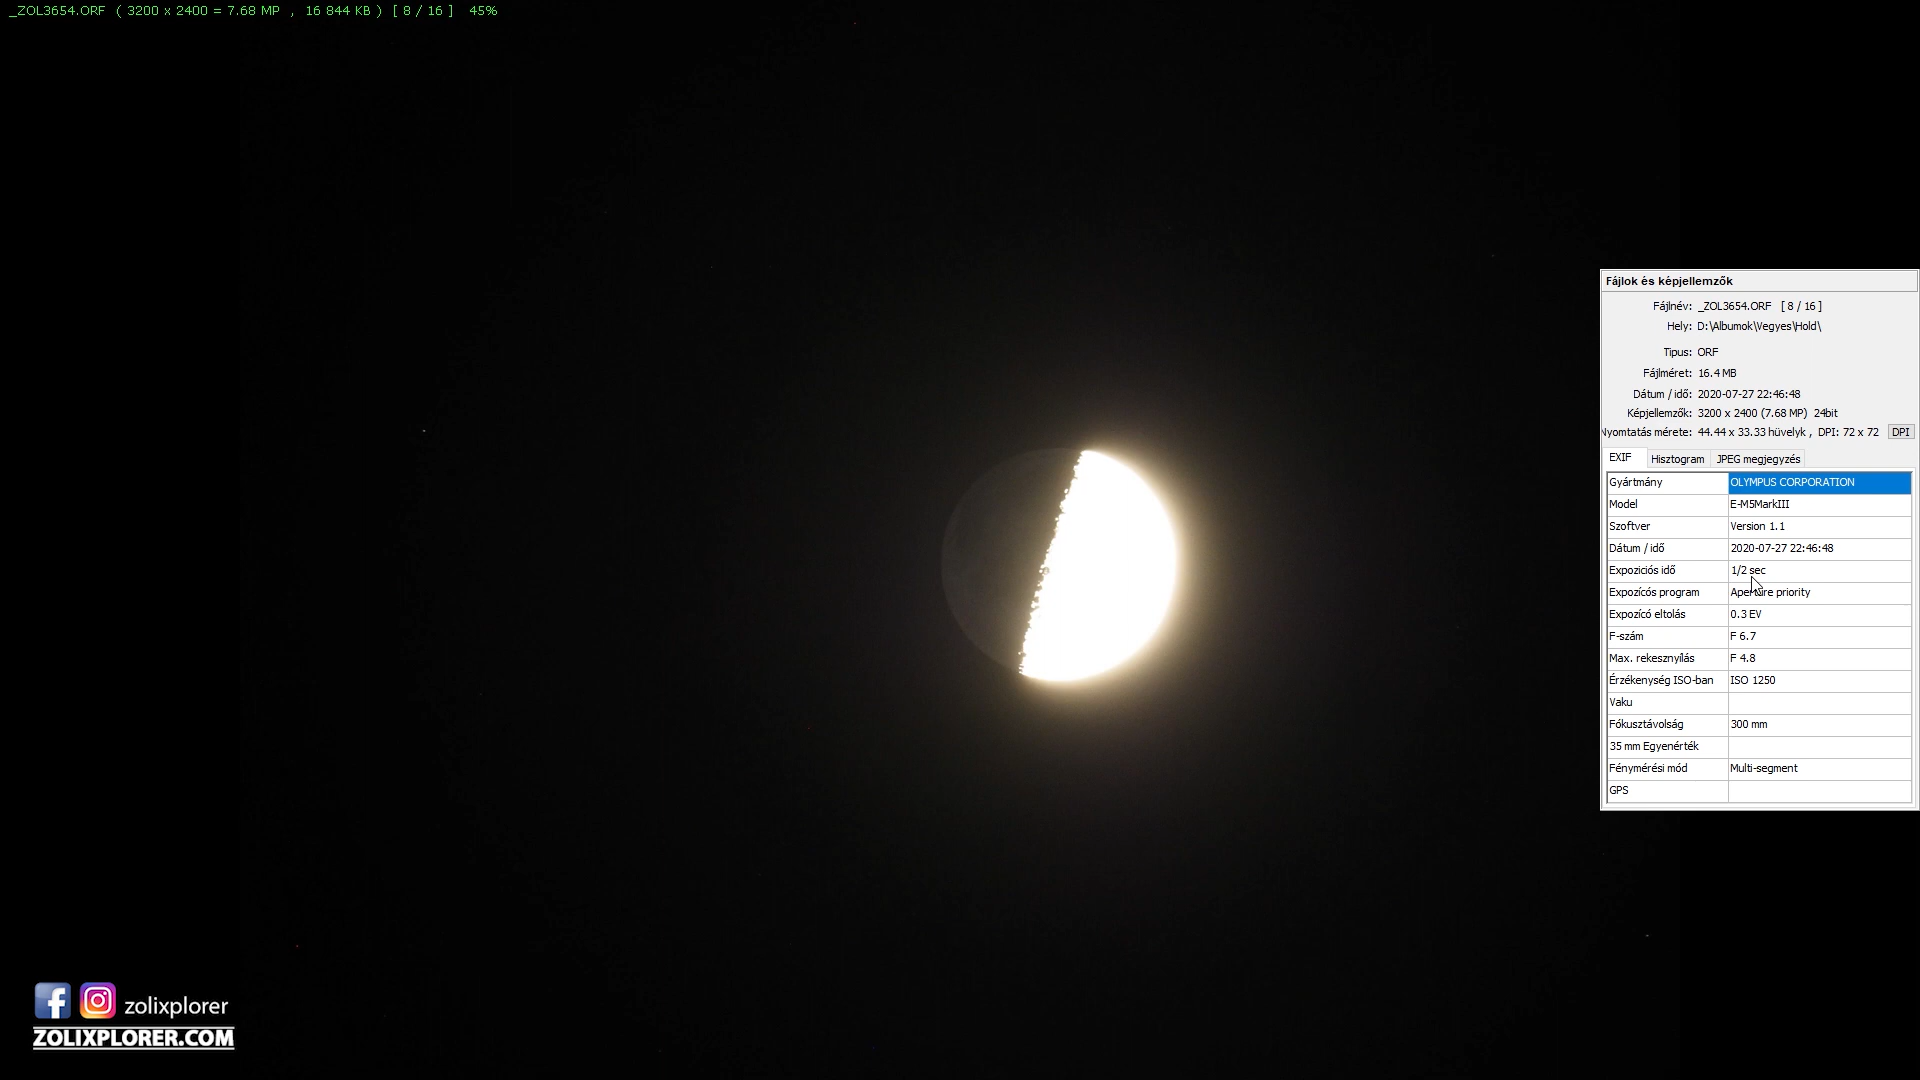 _ZOL3654.ORF ( 3200 x 2400 = 7.68 MP , 16 844 KB ) [ 8 / 16 ] 45%
Fájlok és képjellemzők
Fájlnév: _ZOL3654.ORF [ 8 / 16 ]
Hely: D:\Albumok\Vegyes\Hold\
Tipus: ORF
Fájlméret: 16.4 MB
Dátum / idő: 2020-07-27 22:46:48
Képjellemzők: 3200 x 2400 (7.68 MP) 24bit
Nyomtatás mérete: 44.44 x 33.33 hüvelyk , DPI: 72 x 72 DPI
EXIF Hisztogram JPEG megjegyzés
Gyártmány OLYMPUS CORPORATION
Model E-M5MarkIII
Szoftver Version 1.1
Dátum / idő 2020-07-27 22:46:48
Expoziciós idő 1/2 sec
Expozícós program Aperture priority
Expozícó eltolás 0.3 EV
F-szám F 6.7
Max. rekesznyílás F 4.8
Érzékenység ISO-ban ISO 1250
Vaku
Fókusztávolság 300 mm
35 mm Egyenérték
Fénymérési mód Multi-segment
GPS
zolixplorer
ZOLIXPLORER.COM